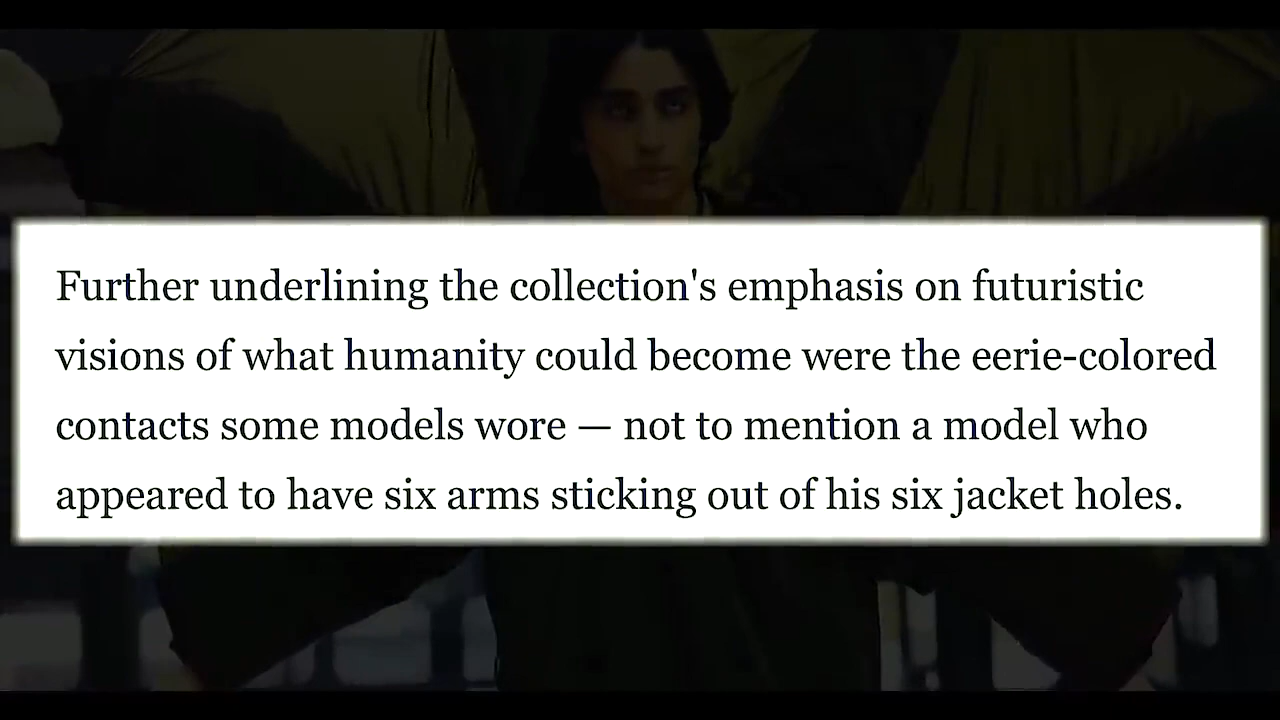 Further underlining the collection's emphasis on futuristic
visions of what humanity could become were the eerie-colored
contacts some models wore — not to mention a model who
appeared to have six arms sticking out of his six jacket holes.